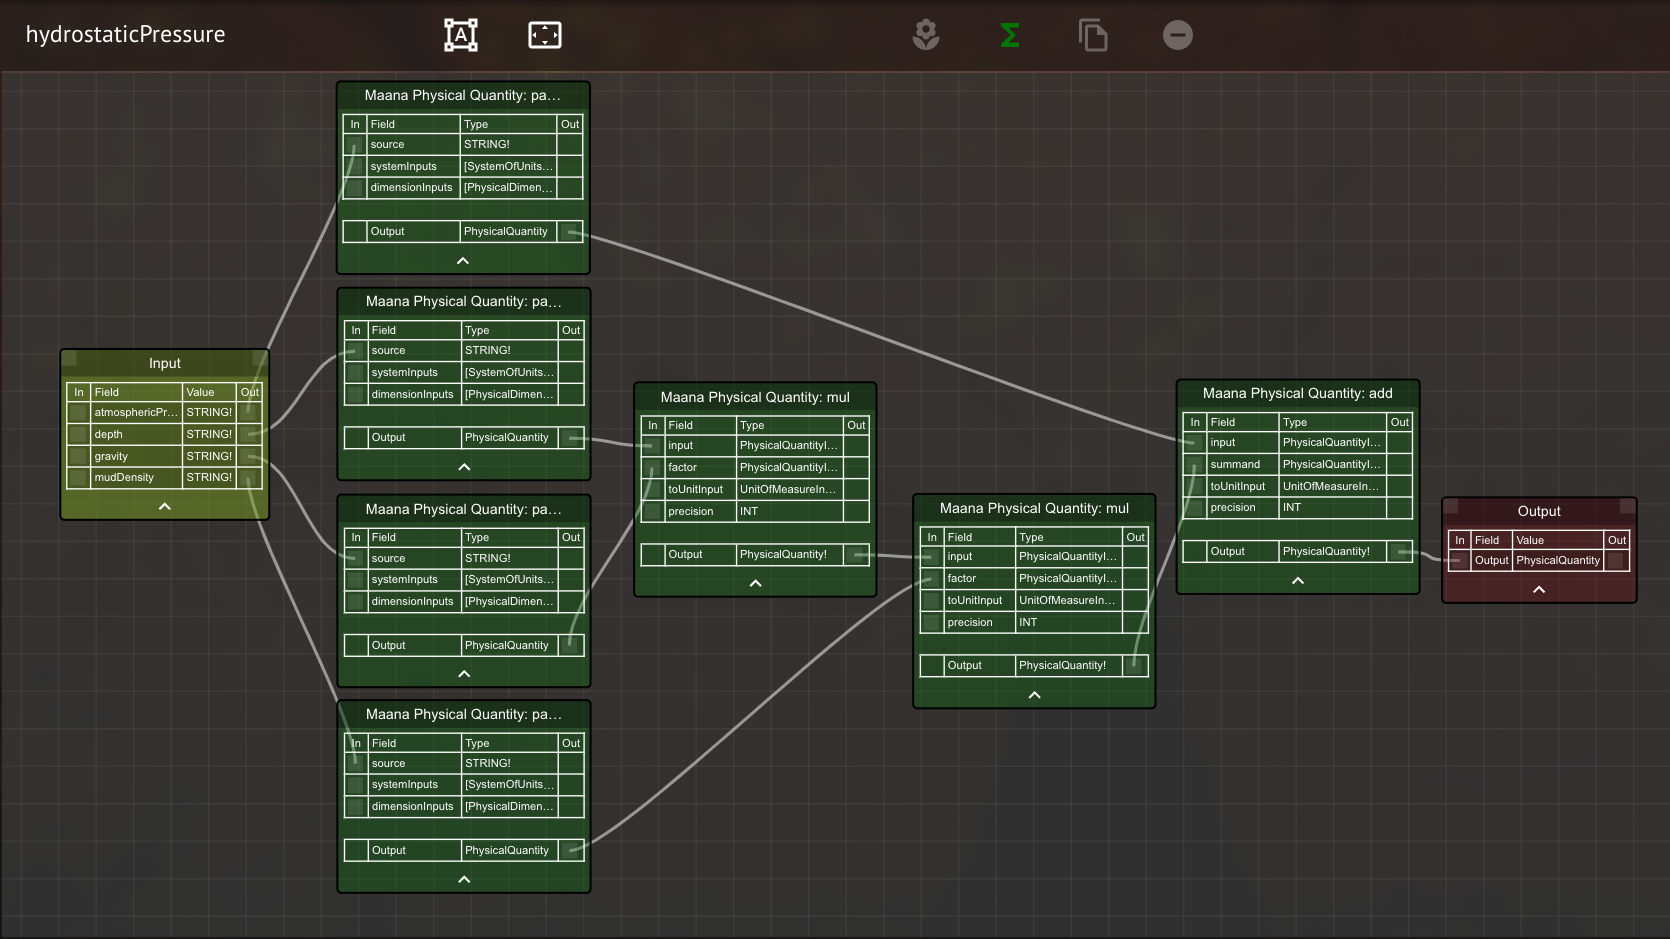 hydrostaticPressure
A
Maana Physical Quantity: pa...
In Field Type Out
source STRING!
systemInputs [SystemOfUnits...
dimensionInputs [PhysicalDimen...
Output PhysicalQuantity
Maana Physical Quantity: pa...
In Field Type Out
source STRING!
systemInputs [SystemOfUnits...
dimensionInputs [PhysicalDimen...
Output PhysicalQuantity
Input
In Field Value Out
atmosphericPr... STRING!
depth STRING!
gravity STRING!
mudDensity STRING!
Maana Physical Quantity: pa...
In Field Type Out
source STRING!
systemInputs [SystemOfUnits...
dimensionInputs [PhysicalDimen...
Output PhysicalQuantity
Maana Physical Quantity: pa...
In Field Type Out
source STRING!
systemInputs [SystemOfUnits...
dimensionInputs [PhysicalDimen...
Output PhysicalQuantity
Maana Physical Quantity: mul
In Field Type Out
input PhysicalQuantityI...
factor PhysicalQuantityI...
toUnitInput UnitOfMeasureIn...
precision INT
Output PhysicalQuantity!
Maana Physical Quantity: mul
In Field Type Out
input PhysicalQuantityI...
factor PhysicalQuantityI...
toUnitInput UnitOfMeasureIn...
precision INT
Output PhysicalQuantity!
Maana Physical Quantity: add
In Field Type Out
input PhysicalQuantityI...
summand PhysicalQuantityI...
toUnitInput UnitOfMeasureIn...
precision INT
Output PhysicalQuantity!
Output
In Field Value Out
Output PhysicalQuantity